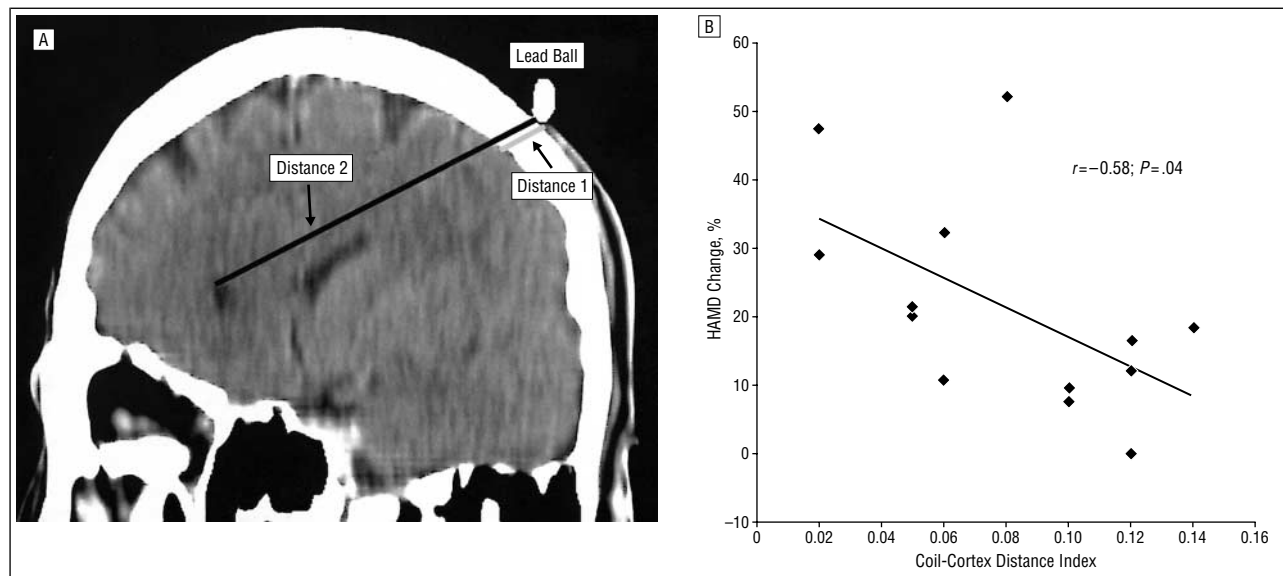 A
Lead Ball
Distance 2
Distance 1
B
HAMD Change, %
60
50
40
30
20
10
0
–10
r=–0.58; P=.04
0
0.02
0.04
0.06
0.08
0.10
0.12
0.14
0.16
Coil-Cortex Distance Index